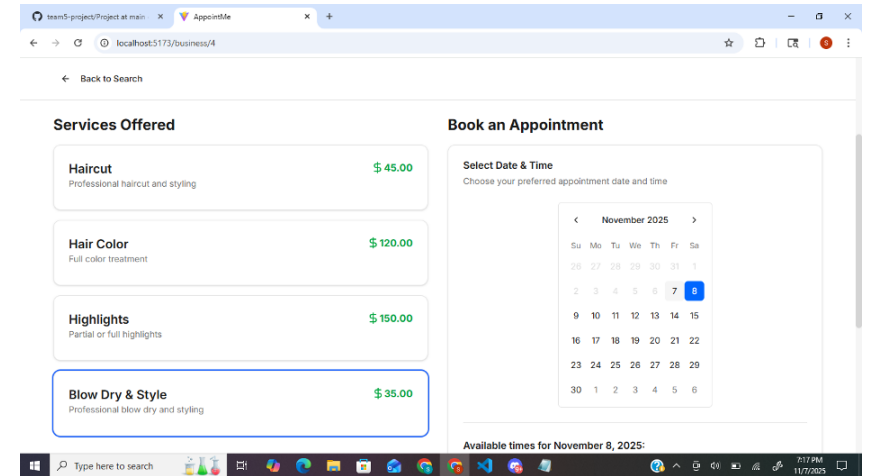 team5-project/Project at main
AppointMe
localhost:5173/business/4
S
Back to Search
Services Offered
Haircut
$ 45.00
Professional haircut and styling
Hair Color
$ 120.00
Full color treatment
Highlights
$ 150.00
Partial or full highlights
Blow Dry & Style
$ 35.00
Professional blow dry and styling
Book an Appointment
Select Date & Time
Choose your preferred appointment date and time
November 2025
Su Mo Tu We Th Fr Sa
26 27 28 29 30 31 1
2 3 4 5 6 7 8
9 10 11 12 13 14 15
16 17 18 19 20 21 22
23 24 25 26 27 28 29
30 1 2 3 4 5 6
Available times for November 8, 2025:
Type here to search
7:17 PM
11/7/2025